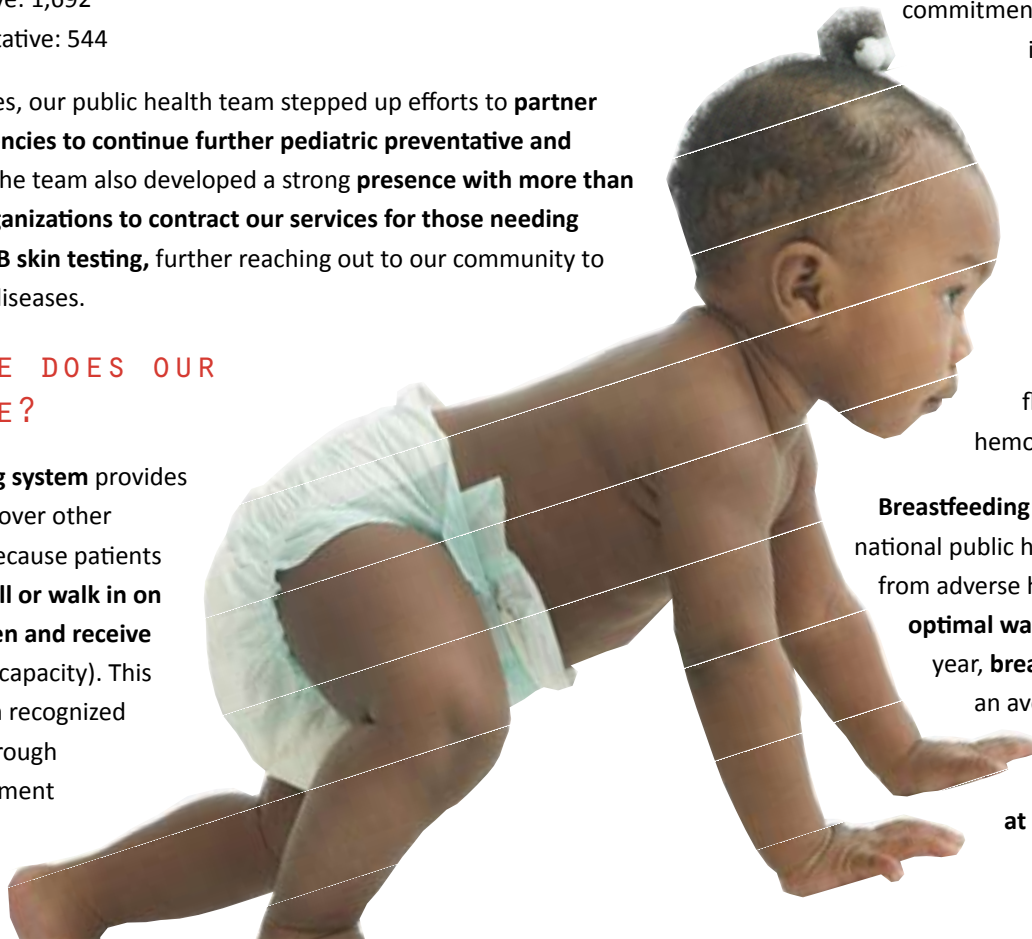 1,692
tative: 544
es, our public health team stepped up efforts to partner
ncies to continue further pediatric preventative and
he team also developed a strong presence with more than
ganizations to contract our services for those needing
B skin testing, further reaching out to our community to
diseases.
E DOES OUR
E?
g system provides
over other
ecause patients
ll or walk in on
en and receive
capacity). This
n recognized
rough
ment
commitmen
i
fl
hemo
Breastfeeding
national public h
from adverse h
optimal wa
year, brea
an ave
at